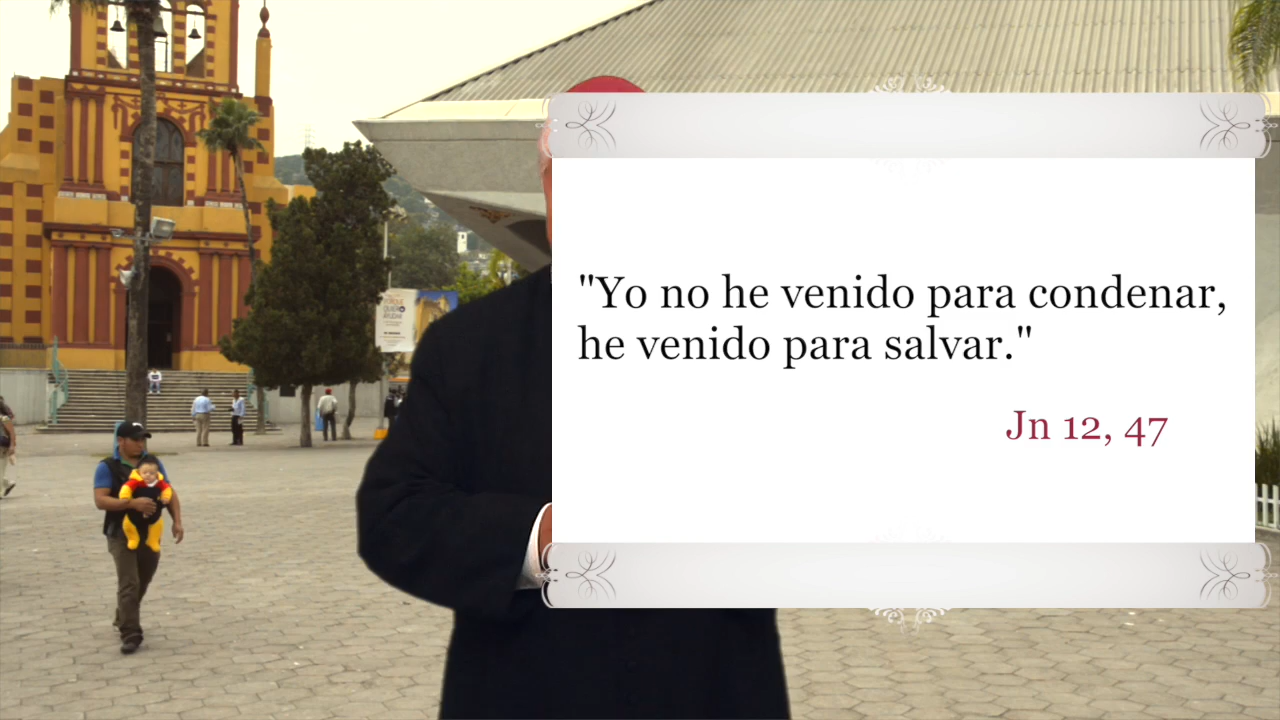 "Yo no he venido para condenar,
he venido para salvar."
Jn 12, 47